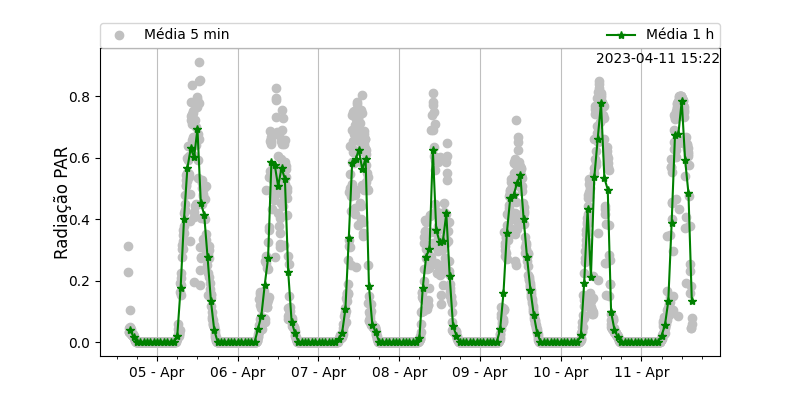 Média 5 min
Média 1 h
2023-04-11 15:22
Radiação PAR
0.8
0.6
0.4
0.2
0.0
05 - Apr
06 - Apr
07 - Apr
08 - Apr
09 - Apr
10 - Apr
11 - Apr